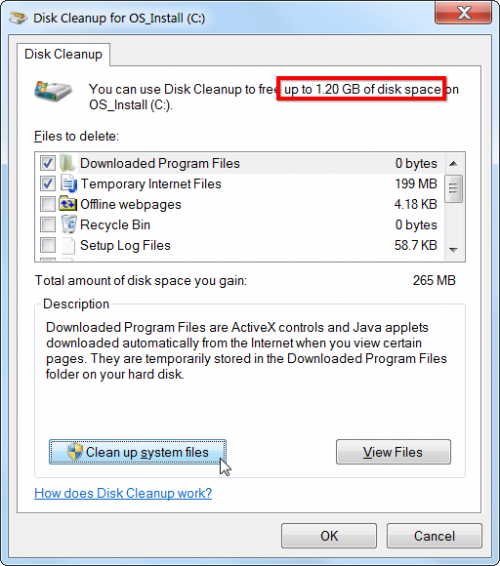 Disk Cleanup for OS_Install (C:)
Disk Cleanup
You can use Disk Cleanup to free up to 1.20 GB of disk space on
OS_Install (C:).
Files to delete:
Downloaded Program Files 0 bytes
Temporary Internet Files 199 MB
Offline webpages 4.18 KB
Recycle Bin 0 bytes
Setup Log Files 58.7 KB
Total amount of disk space you gain: 265 MB
Description
Downloaded Program Files are ActiveX controls and Java applets
downloaded automatically from the Internet when you view certain
pages. They are temporarily stored in the Downloaded Program Files
folder on your hard disk.
Clean up system files View Files
How does Disk Cleanup work?
OK Cancel